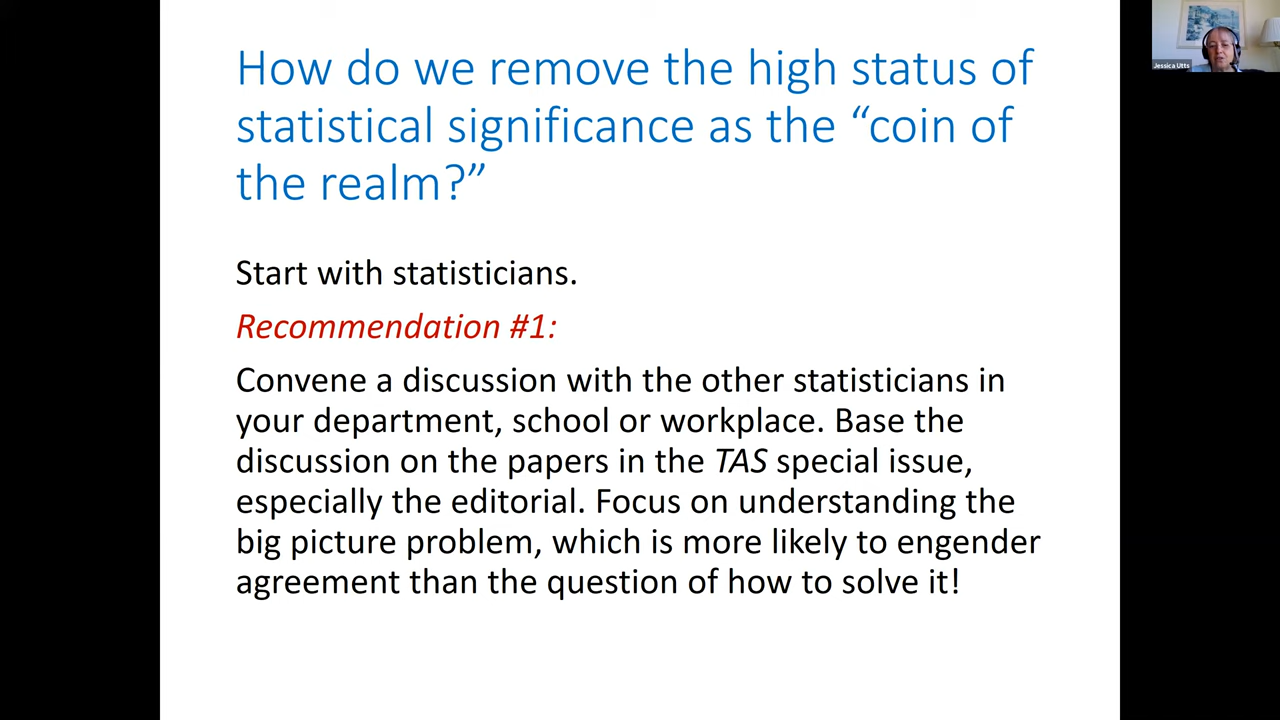 How do we remove the high status of
statistical significance as the “coin of
the realm?”
Start with statisticians.
Recommendation #1:
Convene a discussion with the other statisticians in
your department, school or workplace. Base the
discussion on the papers in the TAS special issue,
especially the editorial. Focus on understanding the
big picture problem, which is more likely to engender
agreement than the question of how to solve it!
Jessica Utts